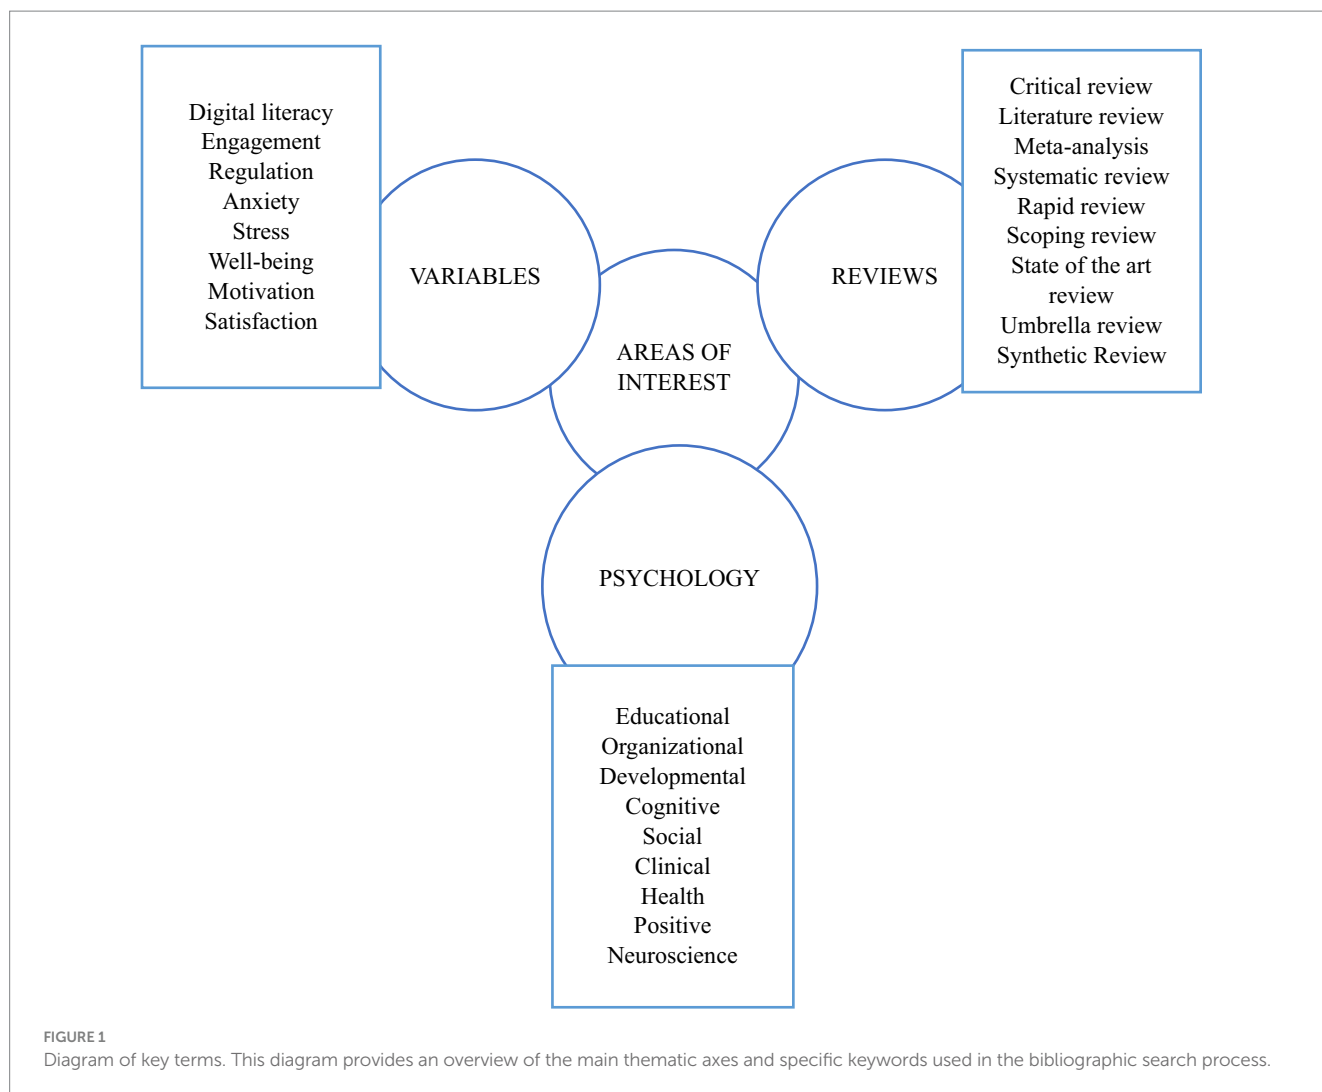 Digital literacy
Engagement
Regulation
Anxiety
Stress
Well-being
Motivation
Satisfaction
VARIABLES
Critical review
Literature review
Meta-analysis
Systematic review
Rapid review
Scoping review
State of the art
review
Umbrella review
Synthetic Review
REVIEWS
AREAS OF
INTEREST
PSYCHOLOGY
Educational
Organizational
Developmental
Cognitive
Social
Clinical
Health
Positive
Neuroscience
FIGURE 1
Diagram of key terms. This diagram provides an overview of the main thematic axes and specific keywords used in the bibliographic search process.